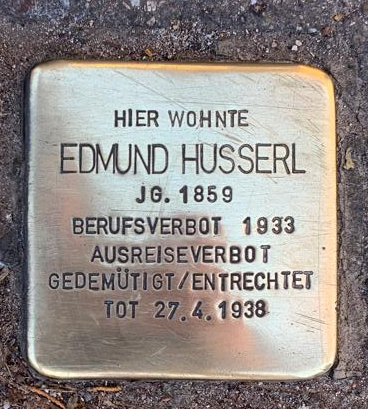 HIER WOHNTE
EDMUND HUSSERL
JG. 1859
BERUFSVERBOT 1933
AUSREISEVERBOT
GEDEMÜTIGT/ENTRECHTET
TOT 27.4.1938